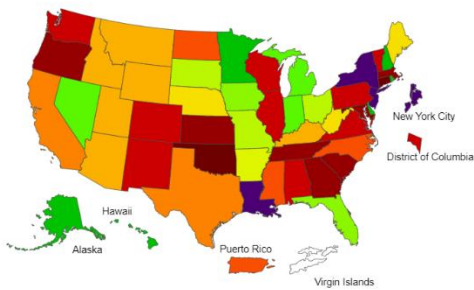 New York City
District of Columbia
Hawaii
Alaska
Puerto Rico
Virgin Islands